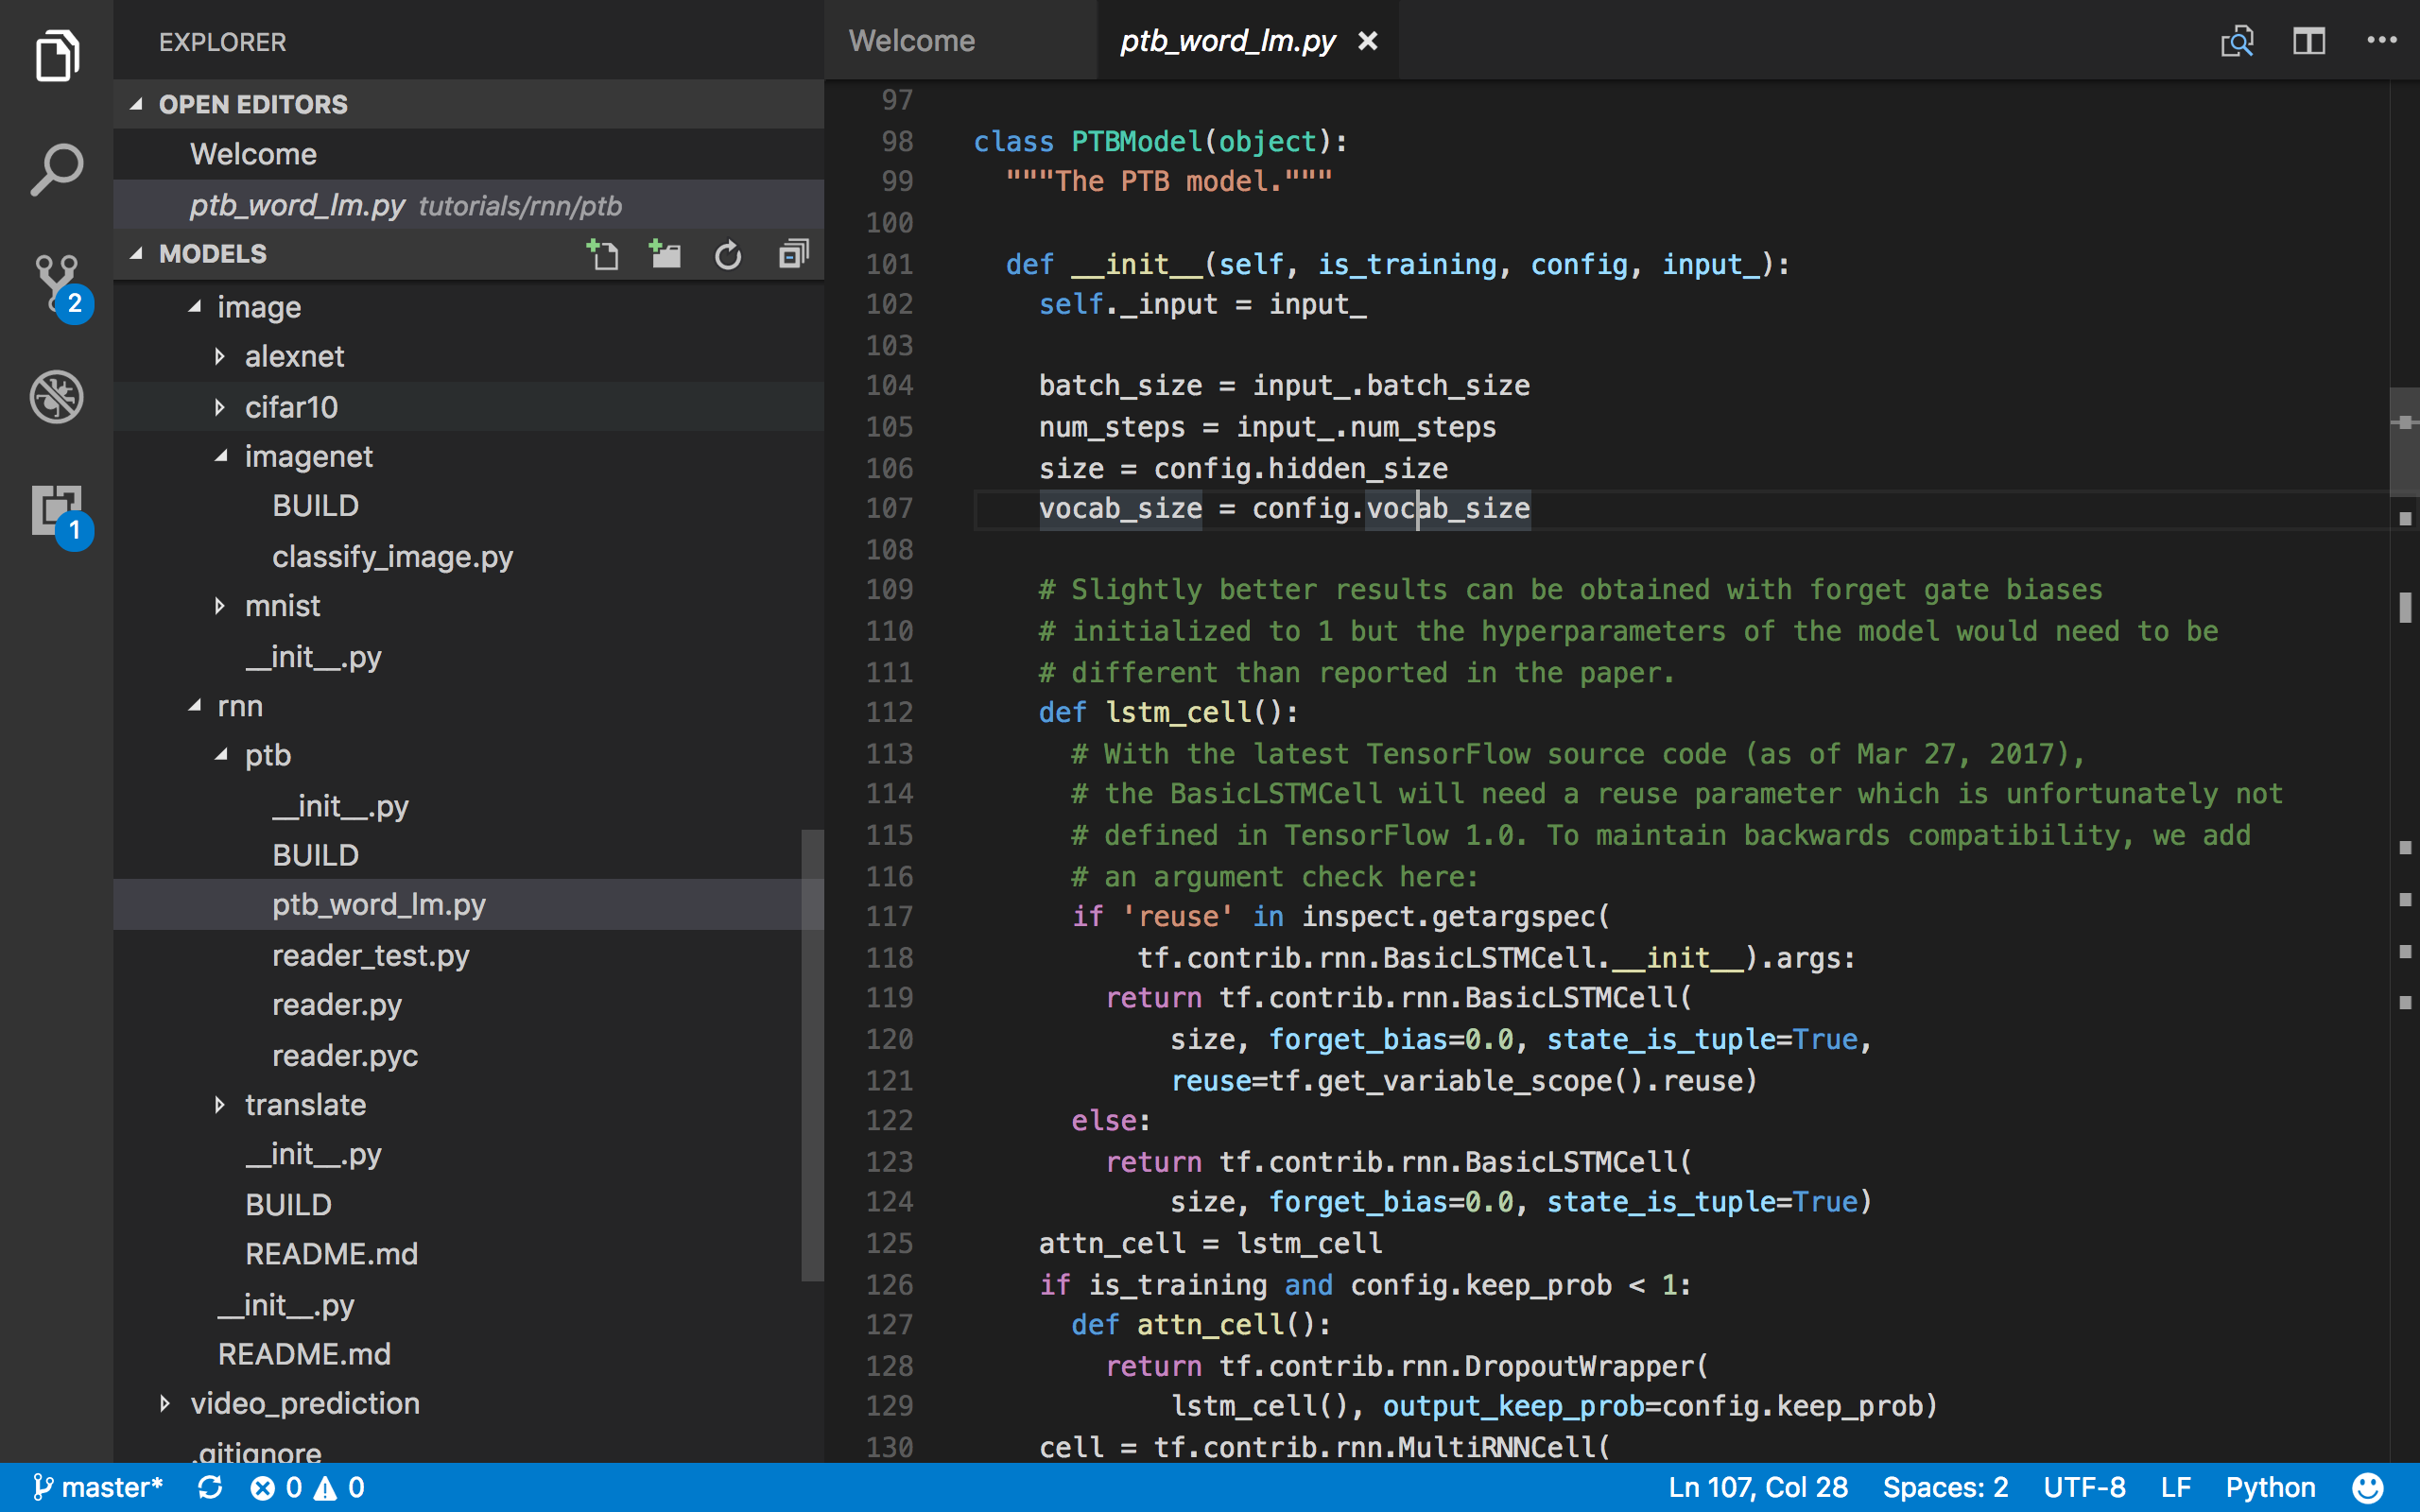 EXPLORER
OPEN EDITORS
Welcome
ptb_word_lm.py tutorials/rnn/ptb
MODELS
image
alexnet
cifar10
imagenet
BUILD
classify_image.py
mnist
__init__.py
rnn
ptb
__init__.py
BUILD
ptb_word_lm.py
reader_test.py
reader.py
reader.pyc
translate
__init__.py
BUILD
README.md
__init__.py
README.md
video_prediction
.gitignore
2
1
Welcome
ptb_word_lm.py
97
98 class PTBModel(object):
99   """The PTB model."""
100
101   def __init__(self, is_training, config, input_):
102     self._input = input_
103
104     batch_size = input_.batch_size
105     num_steps = input_.num_steps
106     size = config.hidden_size
107     vocab_size = config.vocab_size
108
109     # Slightly better results can be obtained with forget gate biases
110     # initialized to 1 but the hyperparameters of the model would need to be
111     # different than reported in the paper.
112     def lstm_cell():
113       # With the latest TensorFlow source code (as of Mar 27, 2017),
114       # the BasicLSTMCell will need a reuse parameter which is unfortunately not
115       # defined in TensorFlow 1.0. To maintain backwards compatibility, we add
116       # an argument check here:
117       if 'reuse' in inspect.getargspec(
118           tf.contrib.rnn.BasicLSTMCell.__init__).args:
119         return tf.contrib.rnn.BasicLSTMCell(
120             size, forget_bias=0.0, state_is_tuple=True,
121             reuse=tf.get_variable_scope().reuse)
122       else:
123         return tf.contrib.rnn.BasicLSTMCell(
124             size, forget_bias=0.0, state_is_tuple=True)
125     attn_cell = lstm_cell
126     if is_training and config.keep_prob < 1:
127       def attn_cell():
128         return tf.contrib.rnn.DropoutWrapper(
129             lstm_cell(), output_keep_prob=config.keep_prob)
130     cell = tf.contrib.rnn.MultiRNNCell(
master* 0 0
Ln 107, Col 28 Spaces: 2 UTF-8 LF Python